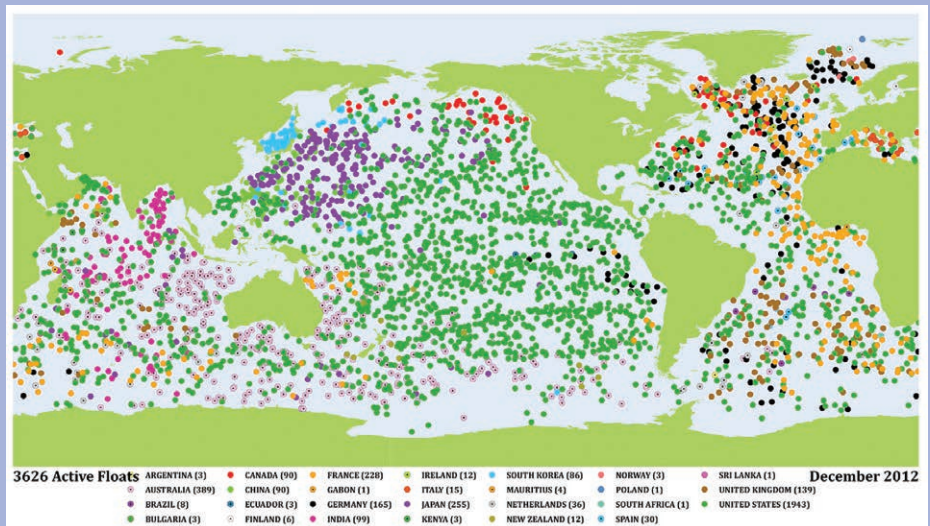 3626 Active Floats ARGENTINA (3) CANADA (90) FRANCE (228) IRELAND (12) SOUTH KOREA (86) NORWAY (3) SRI LANKA (1) December 2012
AUSTRALIA (389) CHINA (90) GABON (1) ITALY (15) MAURITIUS (4) POLAND (1) UNITED KINGDOM (139)
BRAZIL (8) ECUADOR (3) GERMANY (165) JAPAN (255) NETHERLANDS (36) SOUTH AFRICA (1) UNITED STATES (1943)
BULGARIA (3) FINLAND (6) INDIA (99) KENYA (3) NEW ZEALAND (12) SPAIN (30)